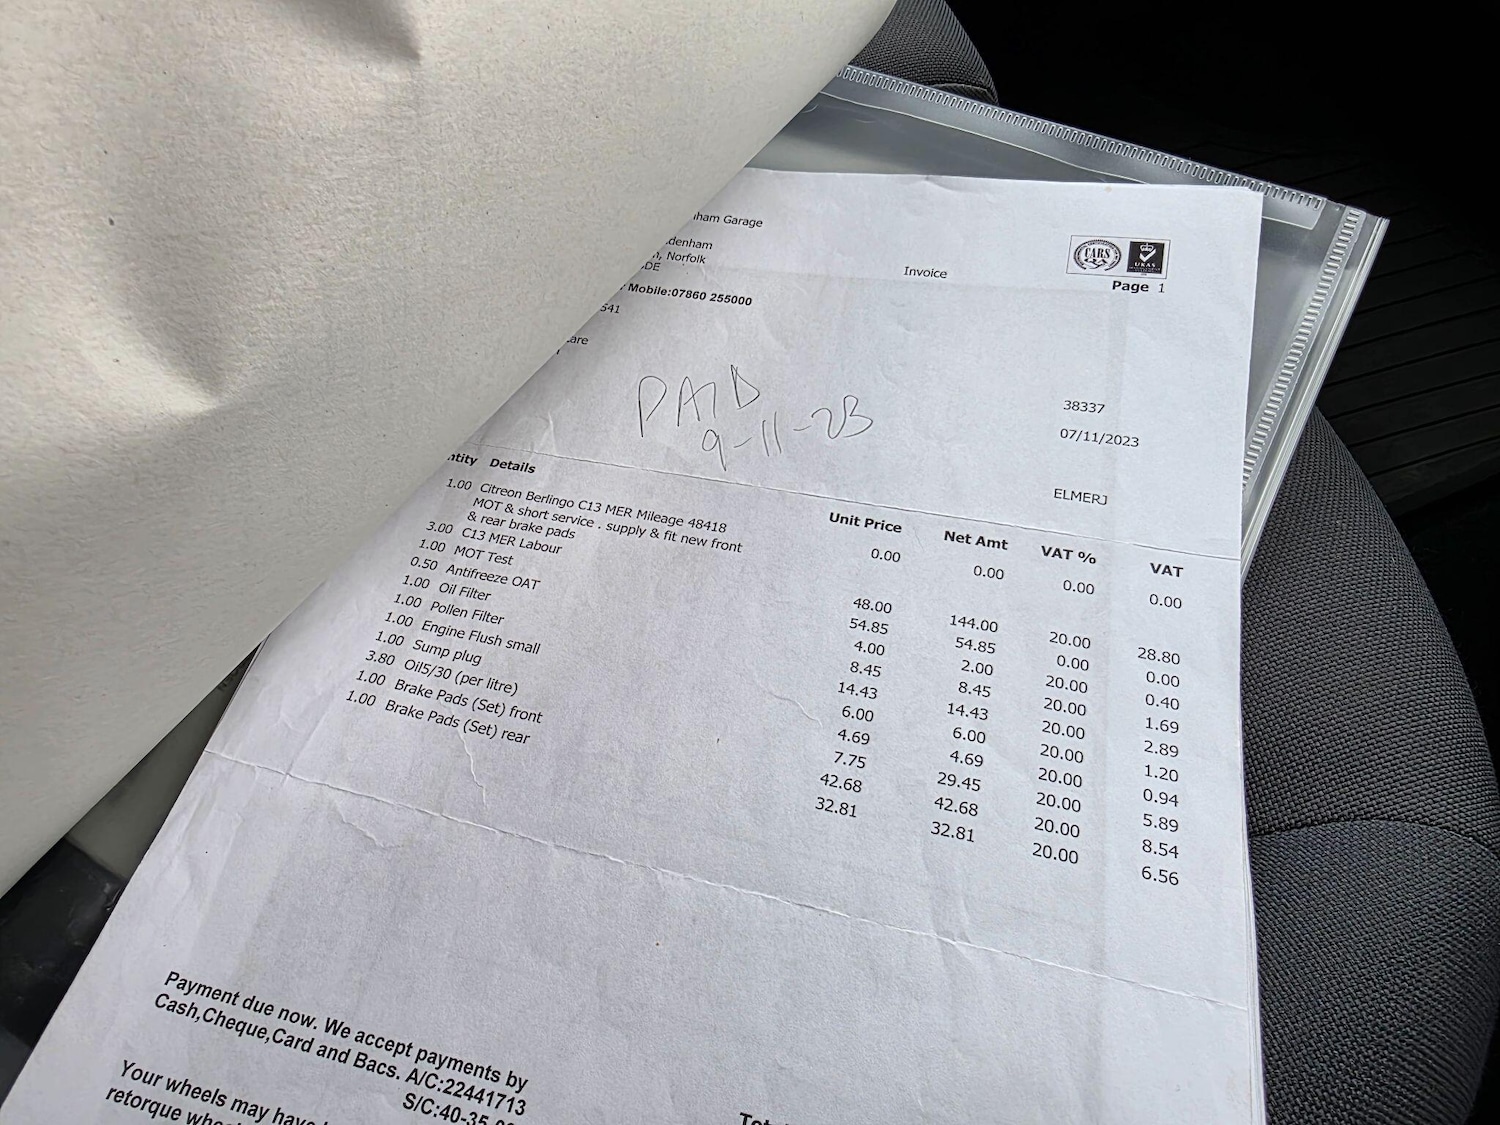 Garage
Norfolk
DE
Mobile:07860 255000
541
Invoice
CARS
UKAS
Page 1
PAID
9-11-23
38337
07/11/2023
ELMERJ
Details Unit Price Net Amt VAT % VAT
1.00 Citreon Berlingo C13 MER Mileage 48418 0.00 0.00 0.00 0.00
MOT & short service . supply & fit new front
& rear brake pads
3.00 C13 MER Labour 48.00 144.00 20.00 28.80
1.00 MOT Test 54.85 54.85 0.00 0.00
0.50 Antifreeze OAT 4.00 2.00 20.00 0.40
1.00 Oil Filter 8.45 8.45 20.00 1.69
1.00 Pollen Filter 14.43 14.43 20.00 2.89
1.00 Engine Flush small 6.00 6.00 20.00 1.20
1.00 Sump plug 4.69 4.69 20.00 0.94
3.80 Oil5/30 (per litre) 7.75 29.45 20.00 5.89
1.00 Brake Pads (Set) front 42.68 42.68 20.00 8.54
1.00 Brake Pads (Set) rear 32.81 32.81 20.00 6.56
Payment due now. We accept payments by
Cash,Cheque,Card and Bacs. A/C:22441713
S/C:40-35-
Your wheels may have
retorque